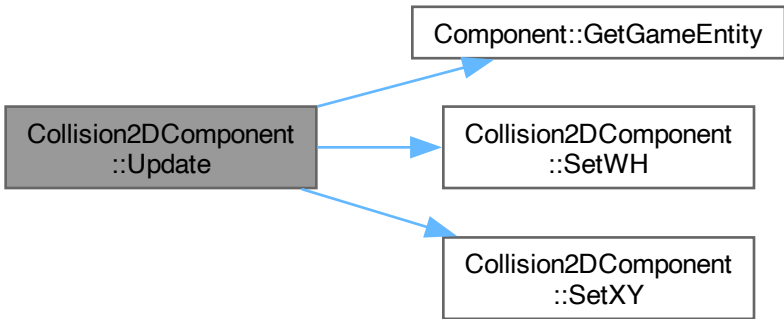 Component::GetGameEntity
Collision2DComponent
::Update
Collision2DComponent
::SetWH
Collision2DComponent
::SetXY